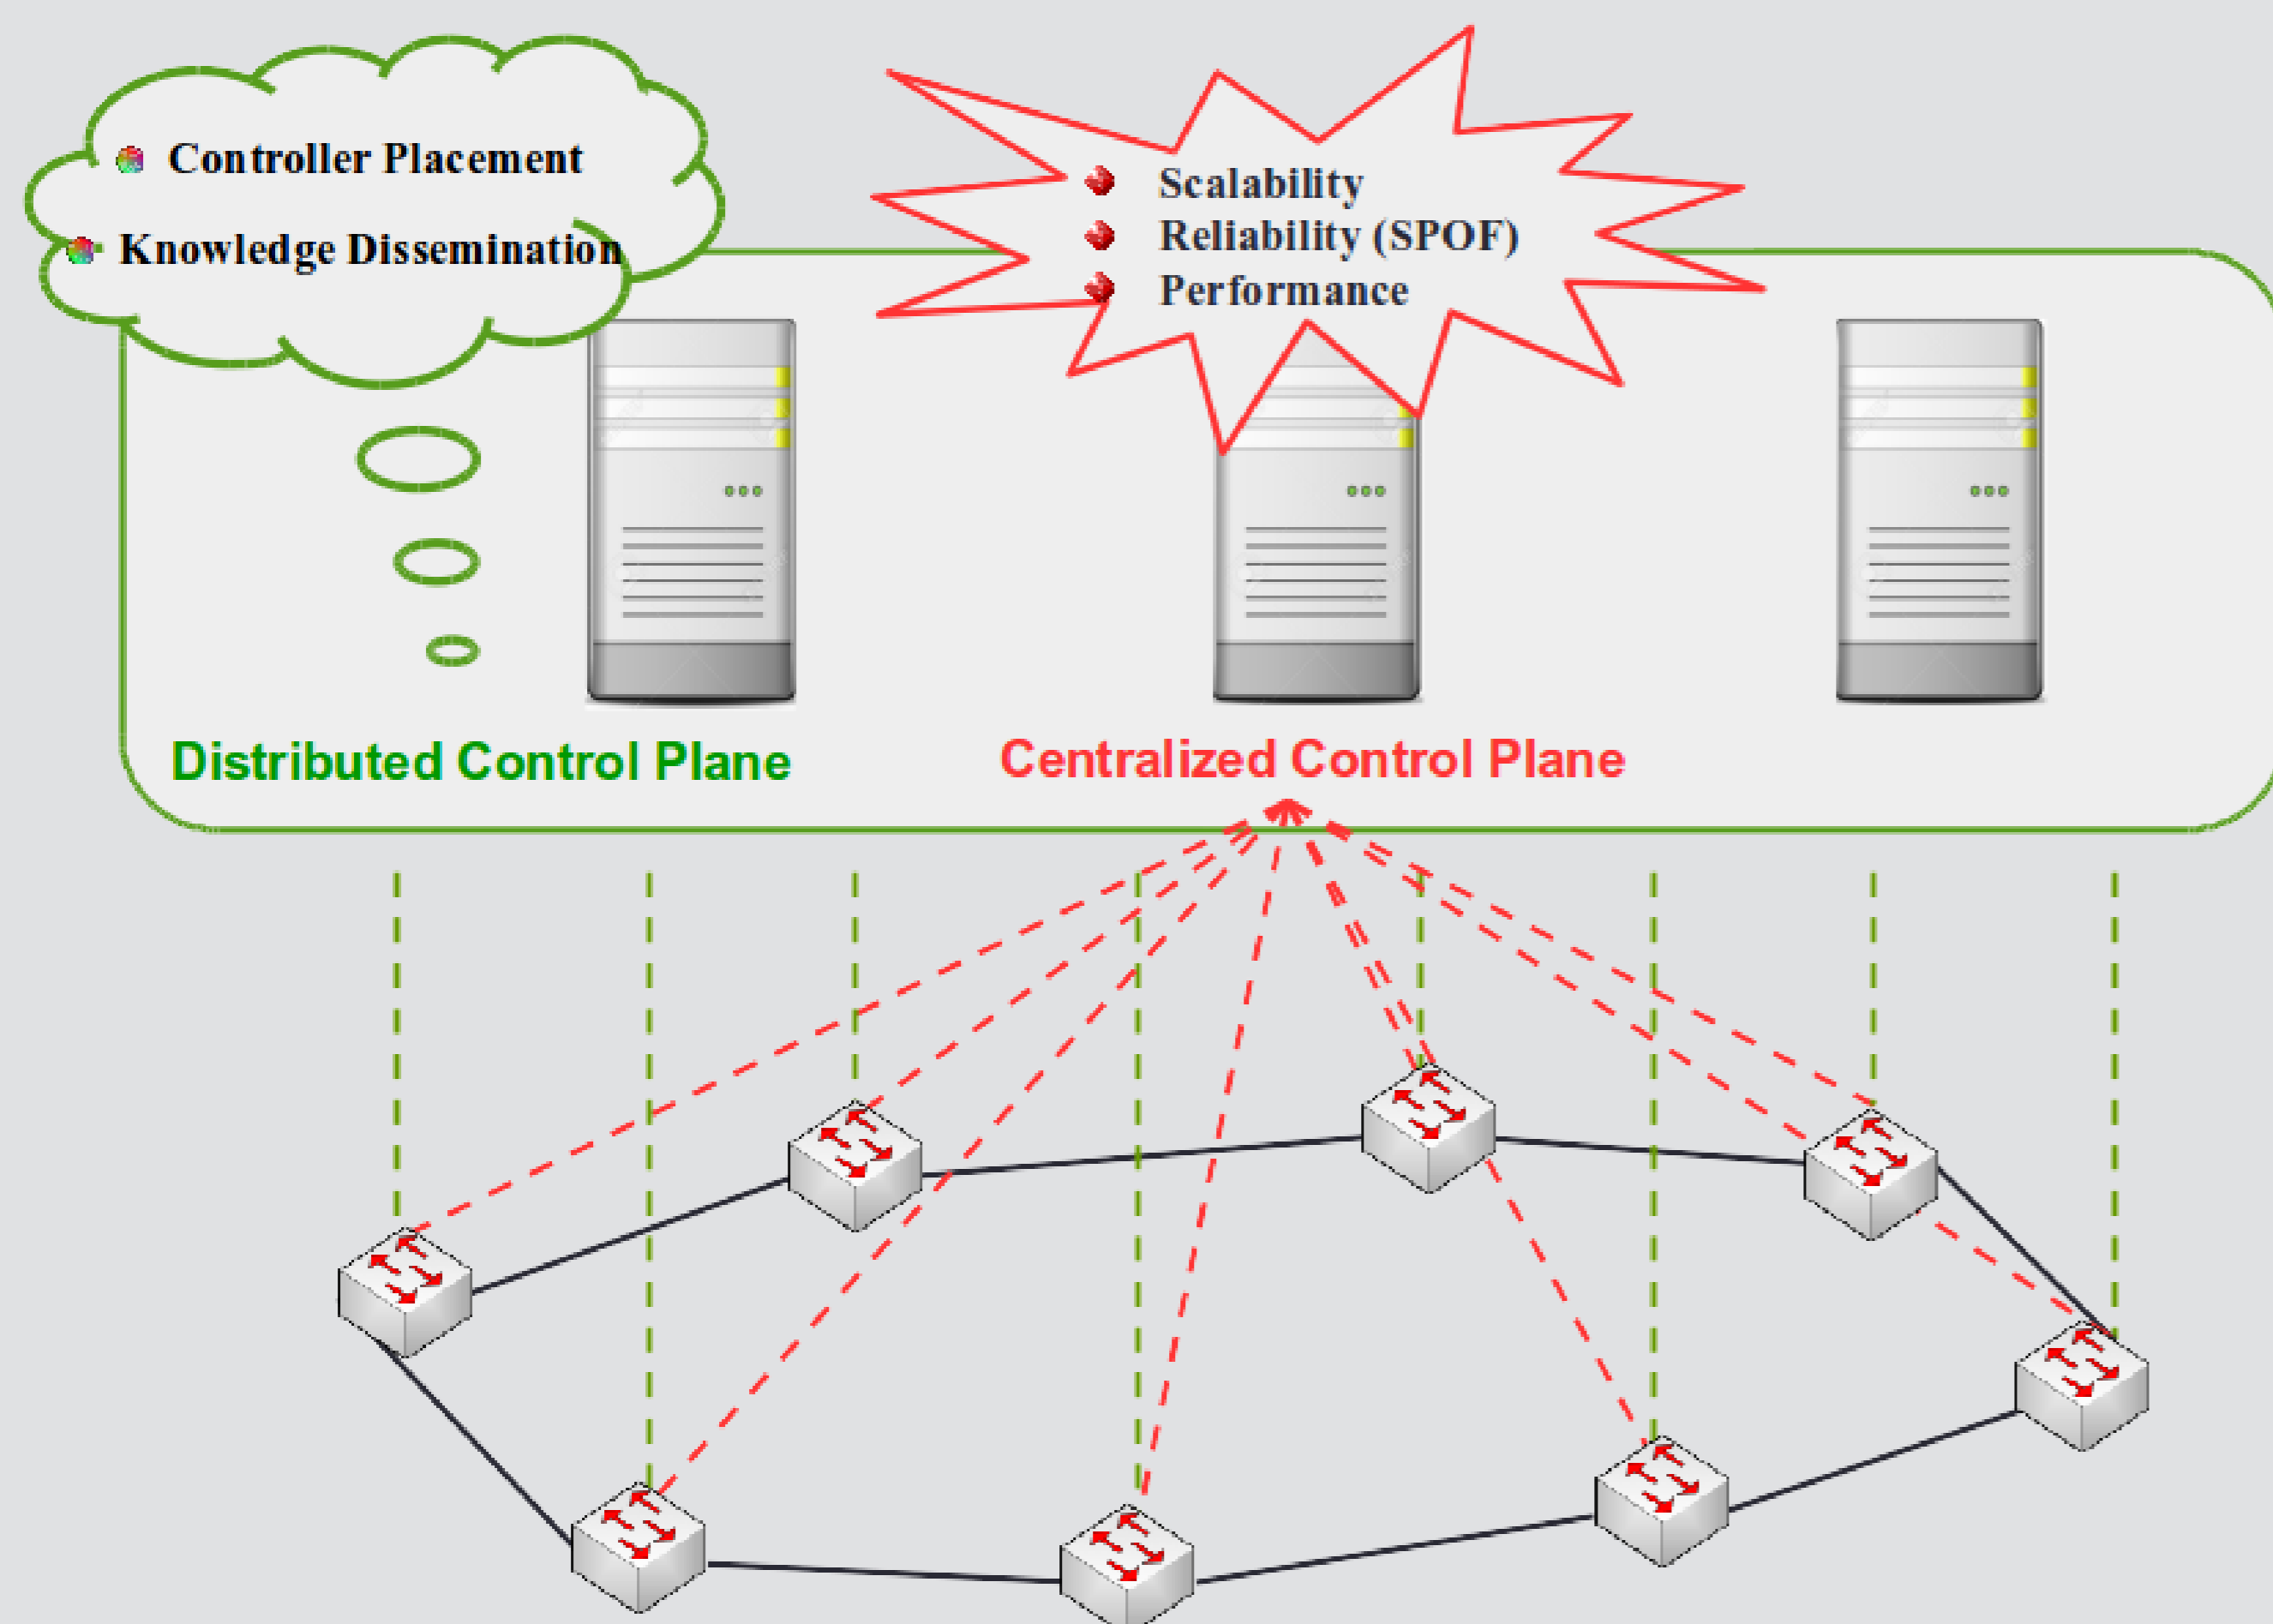 Controller Placement
Knowledge Dissemination
Scalability
Reliability (SPOF)
Performance
Distributed Control Plane
Centralized Control Plane